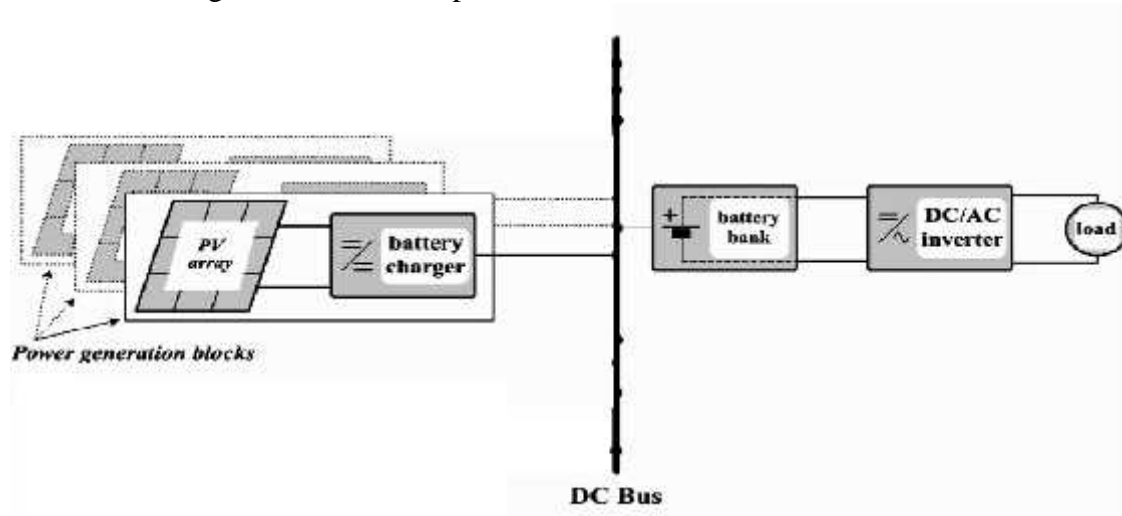 PV
array
battery
charger
Power generation blocks
+
battery
bank
DC/AC
inverter
load
DC Bus